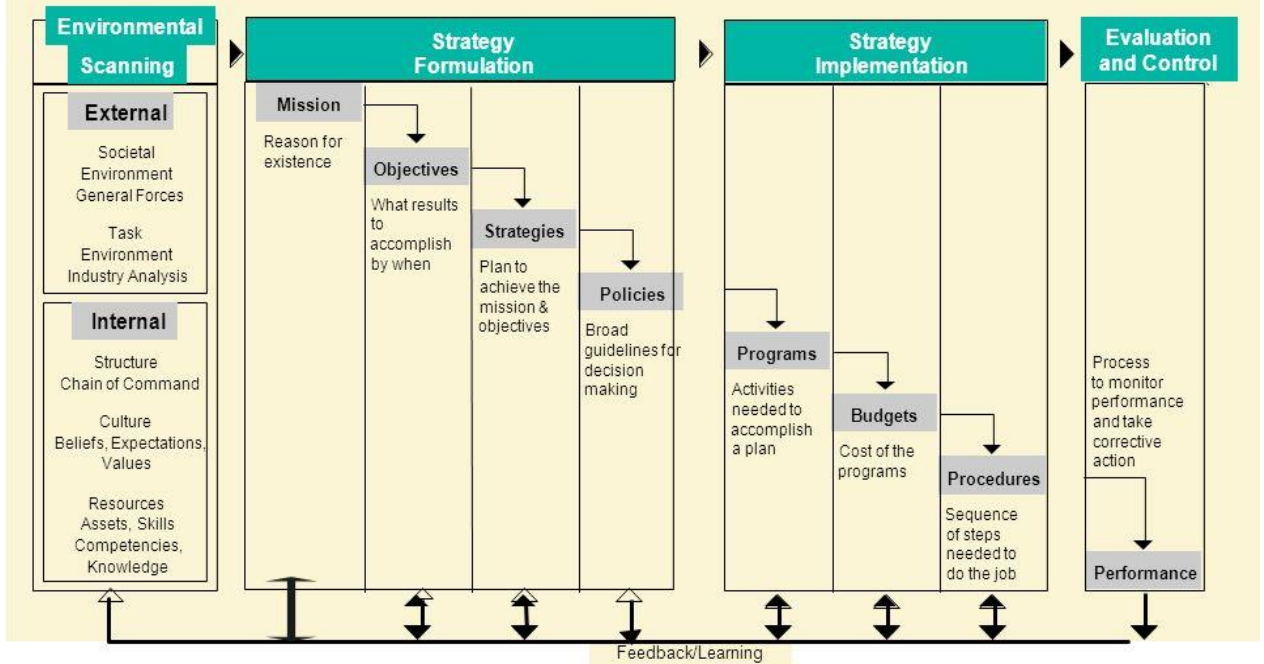 Environmental
Scanning
External
Societal
Environment
General Forces
Task
Environment
Industry Analysis
Internal
Structure
Chain of Command
Culture
Beliefs, Expectations,
Values
Resources
Assets, Skills
Competencies,
Knowledge
Strategy
Formulation
Mission
Reason for
existence
Objectives
What results
to
accomplish
by when
Strategies
Plan to
achieve the
mission &
objectives
Policies
Broad
guidelines for
decision
making
Strategy
Implementation
Programs
Activities
needed to
accomplish
a plan
Budgets
Cost of the
programs
Procedures
Sequence
of steps
needed to
do the job
Evaluation
and Control
Process
to monitor
performance
and take
corrective
action
Performance
Feedback/Learning